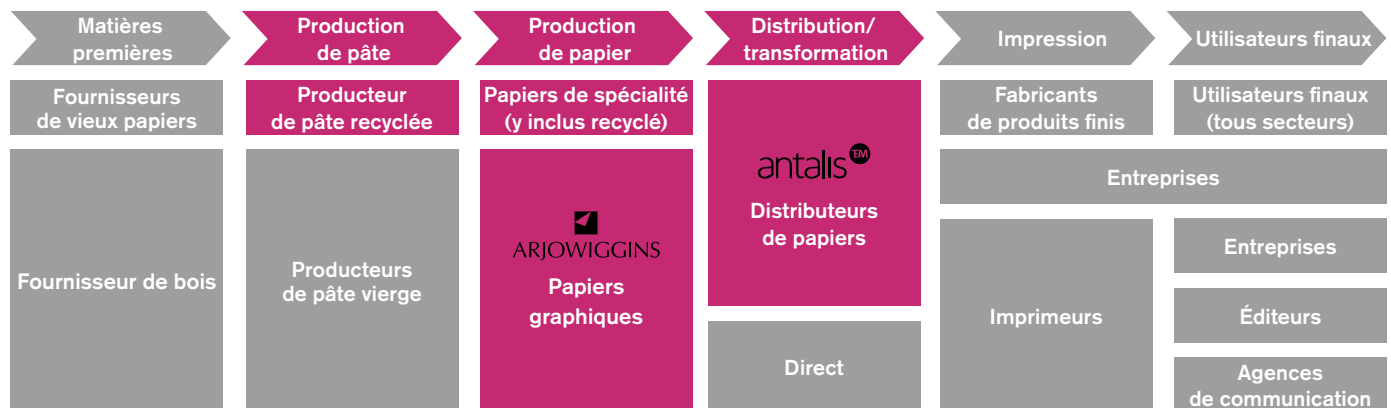 Matières
premières
Production
de pâte
Production
de papier
Distribution/
transformation
Impression
Utilisateurs finaux
Fournisseurs
de vieux papiers
Producteur
de pâte recyclée
Papiers de spécialité
(y inclus recyclé)
antalis TM
Distributeurs
de papiers
Fabricants
de produits finis
Utilisateurs finaux
(tous secteurs)
Entreprises
Fournisseur de bois
Producteurs
de pâte vierge
ARJOWIGGINS
Papiers
graphiques
Direct
Imprimeurs
Entreprises
Éditeurs
Agences
de communication